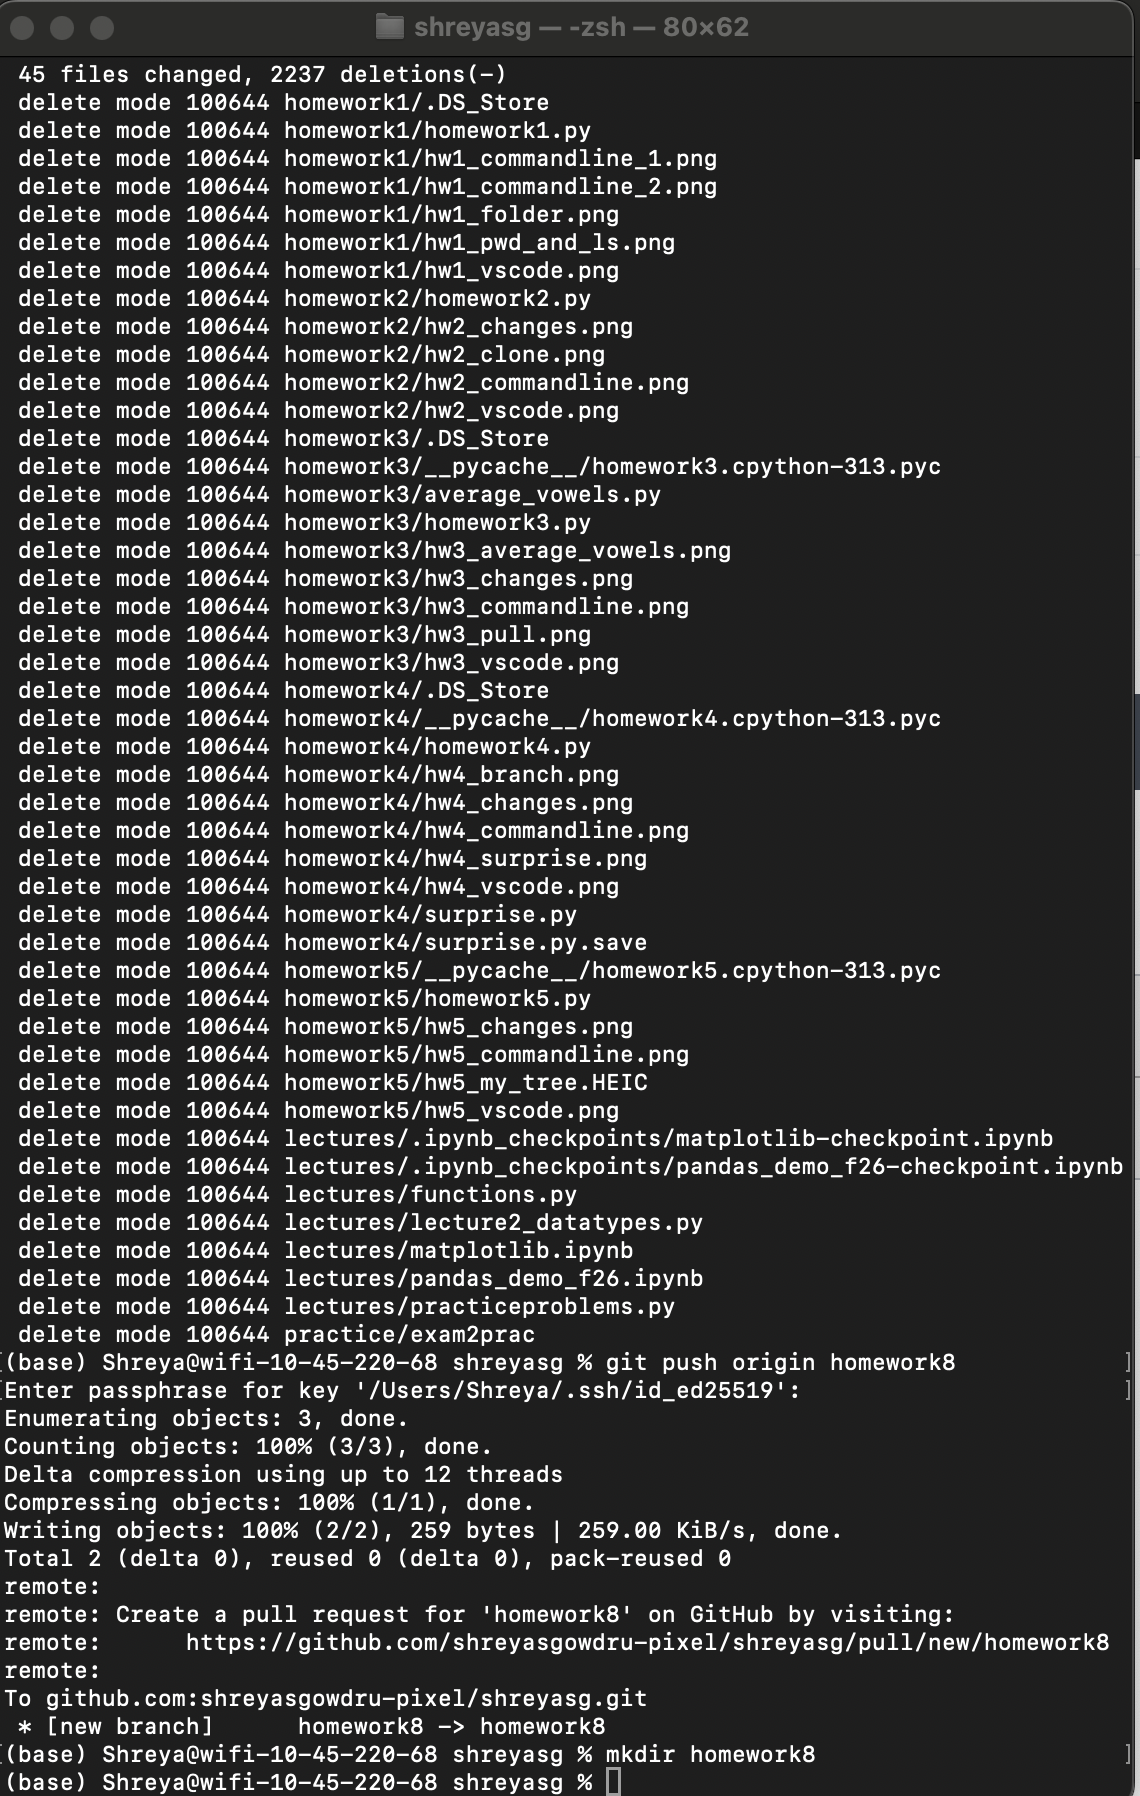 shreyasg — -zsh — 80×62
45 files changed, 2237 deletions(-)
delete mode 100644 homework1/.DS_Store
delete mode 100644 homework1/homework1.py
delete mode 100644 homework1/hw1_commandline_1.png
delete mode 100644 homework1/hw1_commandline_2.png
delete mode 100644 homework1/hw1_folder.png
delete mode 100644 homework1/hw1_pwd_and_ls.png
delete mode 100644 homework1/hw1_vscode.png
delete mode 100644 homework2/homework2.py
delete mode 100644 homework2/hw2_changes.png
delete mode 100644 homework2/hw2_clone.png
delete mode 100644 homework2/hw2_commandline.png
delete mode 100644 homework2/hw2_vscode.png
delete mode 100644 homework3/.DS_Store
delete mode 100644 homework3/__pycache__/homework3.cpython-313.pyc
delete mode 100644 homework3/average_vowels.py
delete mode 100644 homework3/homework3.py
delete mode 100644 homework3/hw3_average_vowels.png
delete mode 100644 homework3/hw3_changes.png
delete mode 100644 homework3/hw3_commandline.png
delete mode 100644 homework3/hw3_pull.png
delete mode 100644 homework3/hw3_vscode.png
delete mode 100644 homework4/.DS_Store
delete mode 100644 homework4/__pycache__/homework4.cpython-313.pyc
delete mode 100644 homework4/homework4.py
delete mode 100644 homework4/hw4_branch.png
delete mode 100644 homework4/hw4_changes.png
delete mode 100644 homework4/hw4_commandline.png
delete mode 100644 homework4/hw4_surprise.png
delete mode 100644 homework4/hw4_vscode.png
delete mode 100644 homework4/surprise.py
delete mode 100644 homework4/surprise.py.save
delete mode 100644 homework5/__pycache__/homework5.cpython-313.pyc
delete mode 100644 homework5/homework5.py
delete mode 100644 homework5/hw5_changes.png
delete mode 100644 homework5/hw5_commandline.png
delete mode 100644 homework5/hw5_my_tree.HEIC
delete mode 100644 homework5/hw5_vscode.png
delete mode 100644 lectures/.ipynb_checkpoints/matplotlib-checkpoint.ipynb
delete mode 100644 lectures/.ipynb_checkpoints/pandas_demo_f26-checkpoint.ipynb
delete mode 100644 lectures/functions.py
delete mode 100644 lectures/lecture2_datatypes.py
delete mode 100644 lectures/matplotlib.ipynb
delete mode 100644 lectures/pandas_demo_f26.ipynb
delete mode 100644 lectures/practiceproblems.py
delete mode 100644 practice/exam2prac
[(base) Shreya@wifi-10-45-220-68 shreyasg % git push origin homework8 ]
[Enter passphrase for key '/Users/Shreya/.ssh/id_ed25519': ]
Enumerating objects: 3, done.
Counting objects: 100% (3/3), done.
Delta compression using up to 12 threads
Compressing objects: 100% (1/1), done.
Writing objects: 100% (2/2), 259 bytes | 259.00 KiB/s, done.
Total 2 (delta 0), reused 0 (delta 0), pack-reused 0
remote:
remote: Create a pull request for 'homework8' on GitHub by visiting:
remote:      https://github.com/shreyasgowdru-pixel/shreyasg/pull/new/homework8
remote:
To github.com:shreyasgowdru-pixel/shreyasg.git
* [new branch]      homework8 -> homework8
[(base) Shreya@wifi-10-45-220-68 shreyasg % mkdir homework8 ]
(base) Shreya@wifi-10-45-220-68 shreyasg %